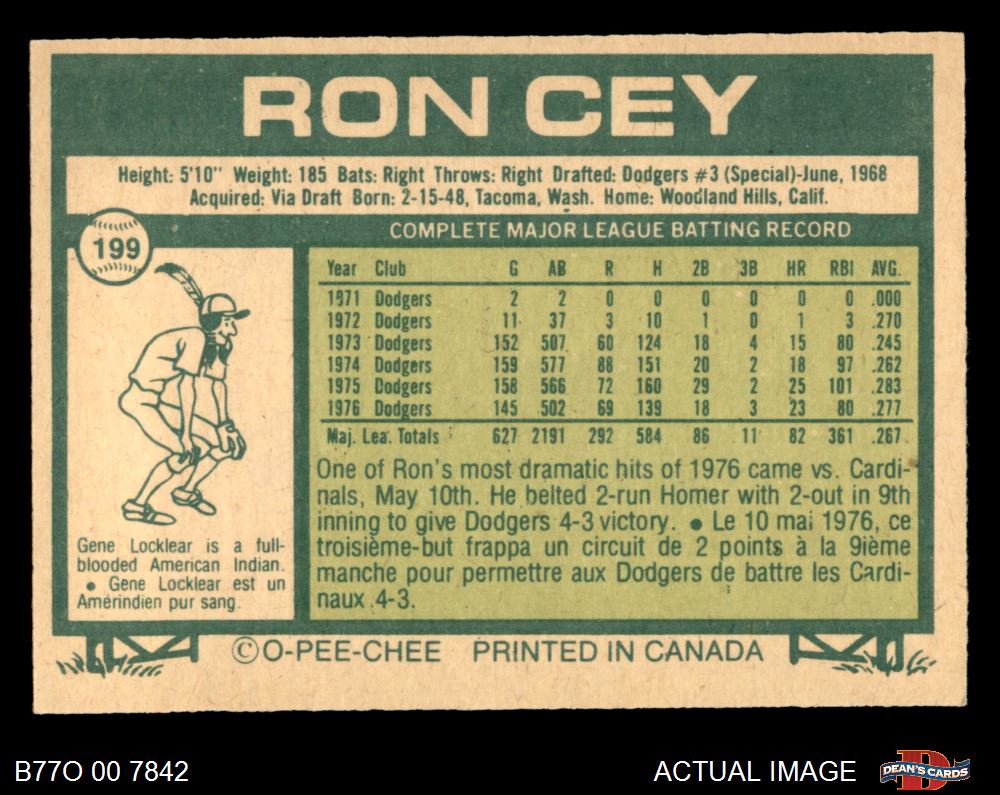 RON CEY
Height: 5'10" Weight: 185 Bats: Right Throws: Right Drafted: Dodgers #3 (Special)-June, 1968
Acquired: Via Draft Born: 2-15-48, Tacoma, Wash. Home: Woodland Hills, Calif.
199
COMPLETE MAJOR LEAGUE BATTING RECORD
Year Club G AB R H 2B 3B HR RBI AVG.
1971 Dodgers 2 2 0 0 0 0 0 0 .000
1972 Dodgers 11 37 3 10 1 0 1 3 .270
1973 Dodgers 152 507 60 124 18 4 15 80 .245
1974 Dodgers 159 577 88 151 20 2 18 97 .262
1975 Dodgers 158 566 72 160 29 2 25 101 .283
1976 Dodgers 145 502 69 139 18 3 23 80 .277
Maj. Lea. Totals 627 2191 292 584 86 11 82 361 .267
One of Ron's most dramatic hits of 1976 came vs. Cardi-
nals, May 10th. He belted 2-run Homer with 2-out in 9th
inning to give Dodgers 4-3 victory. ● Le 10 mai 1976, ce
troisième-but frappa un circuit de 2 points à la 9ième
manche pour permettre aux Dodgers de battre les Cardi-
naux 4-3.
Gene Locklear is a full-
blooded American Indian.
● Gene Locklear est un
Amérindien pur sang.
© O-PEE-CHEE PRINTED IN CANADA
B77O 00 7842
ACTUAL IMAGE
DEAN'S CARDS